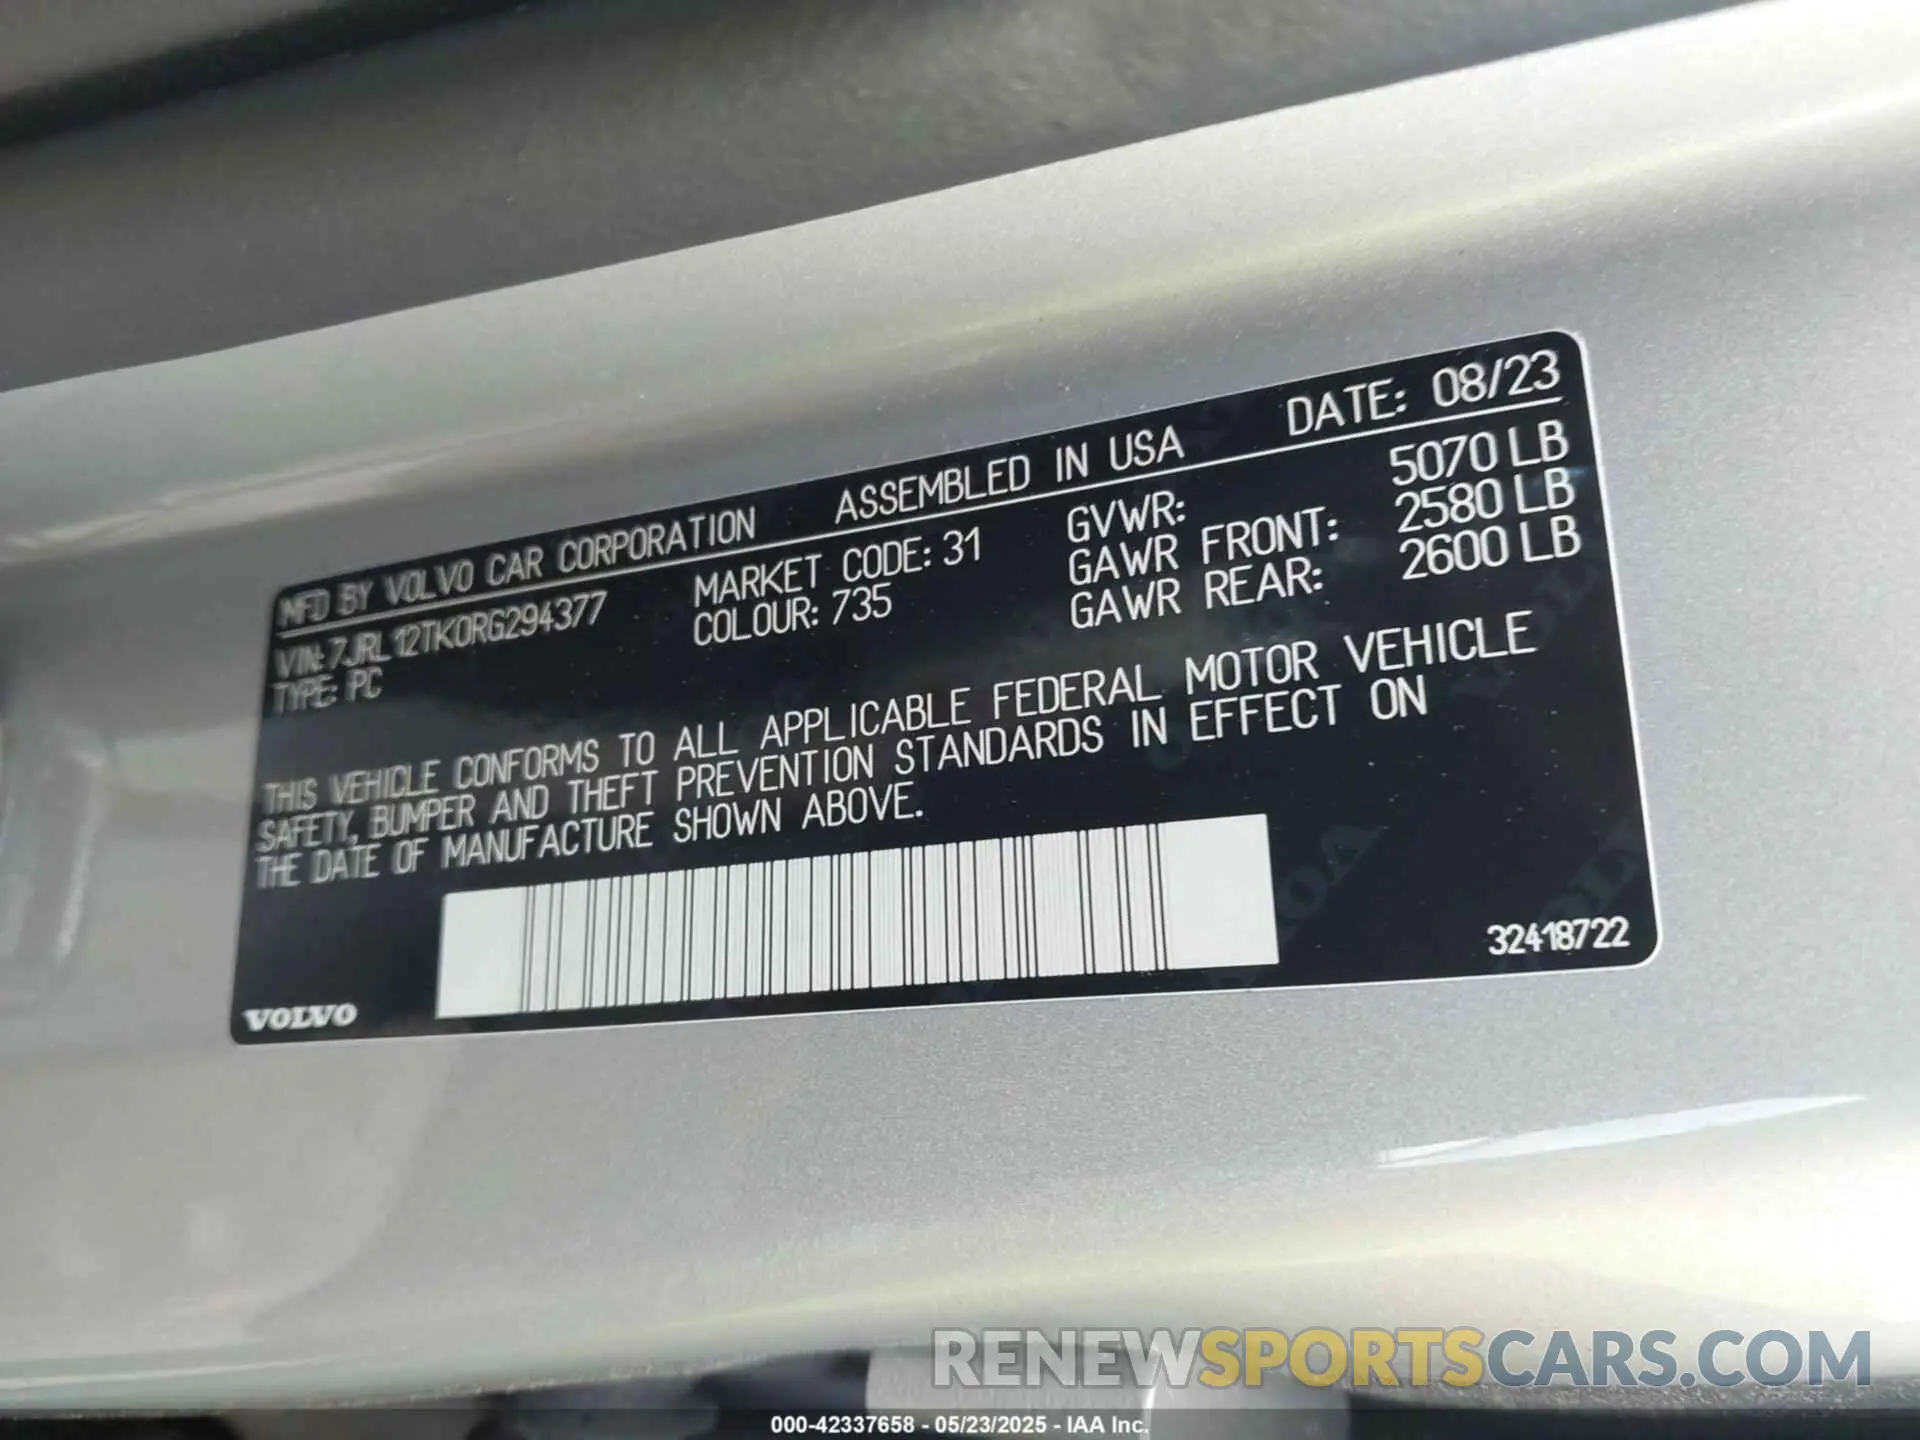 MFD BY VOLVO CAR CORPORATION ASSEMBLED IN USA DATE: 08/23
VIN: 7JRL12TK0RG294377 MARKET CODE: 31 GVWR: 5070 LB
TYPE: PC COLOUR: 735 GAWR FRONT: 2580 LB
GAWR REAR: 2600 LB
THIS VEHICLE CONFORMS TO ALL APPLICABLE FEDERAL MOTOR VEHICLE
SAFETY, BUMPER AND THEFT PREVENTION STANDARDS IN EFFECT ON
THE DATE OF MANUFACTURE SHOWN ABOVE.
32418722
VOLVO
RENEWSPORTSCARS.COM
000-42337658 - 05/23/2025 - IAA Inc.